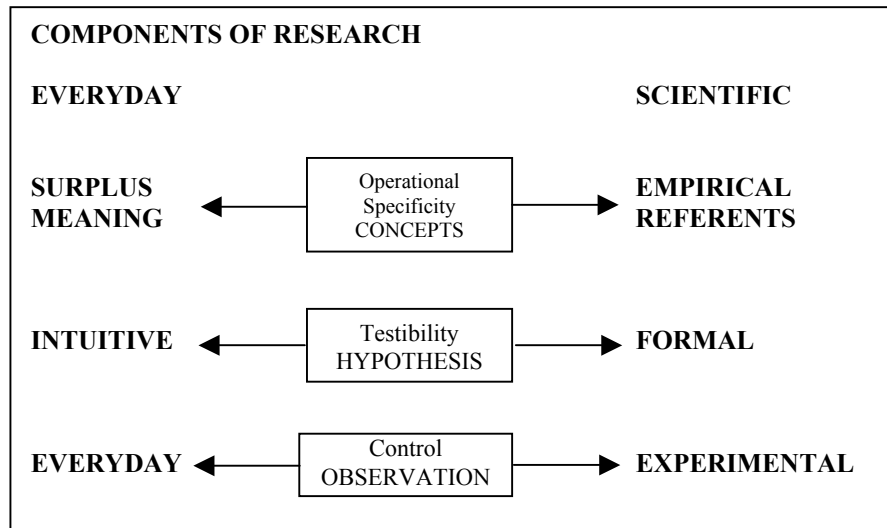 COMPONENTS OF RESEARCH
EVERYDAY
SCIENTIFIC
SURPLUS
MEANING
Operational
Specificity
CONCEPTS
EMPIRICAL
REFERENTS
INTUITIVE
Testibility
HYPOTHESIS
FORMAL
EVERYDAY
Control
OBSERVATION
EXPERIMENTAL